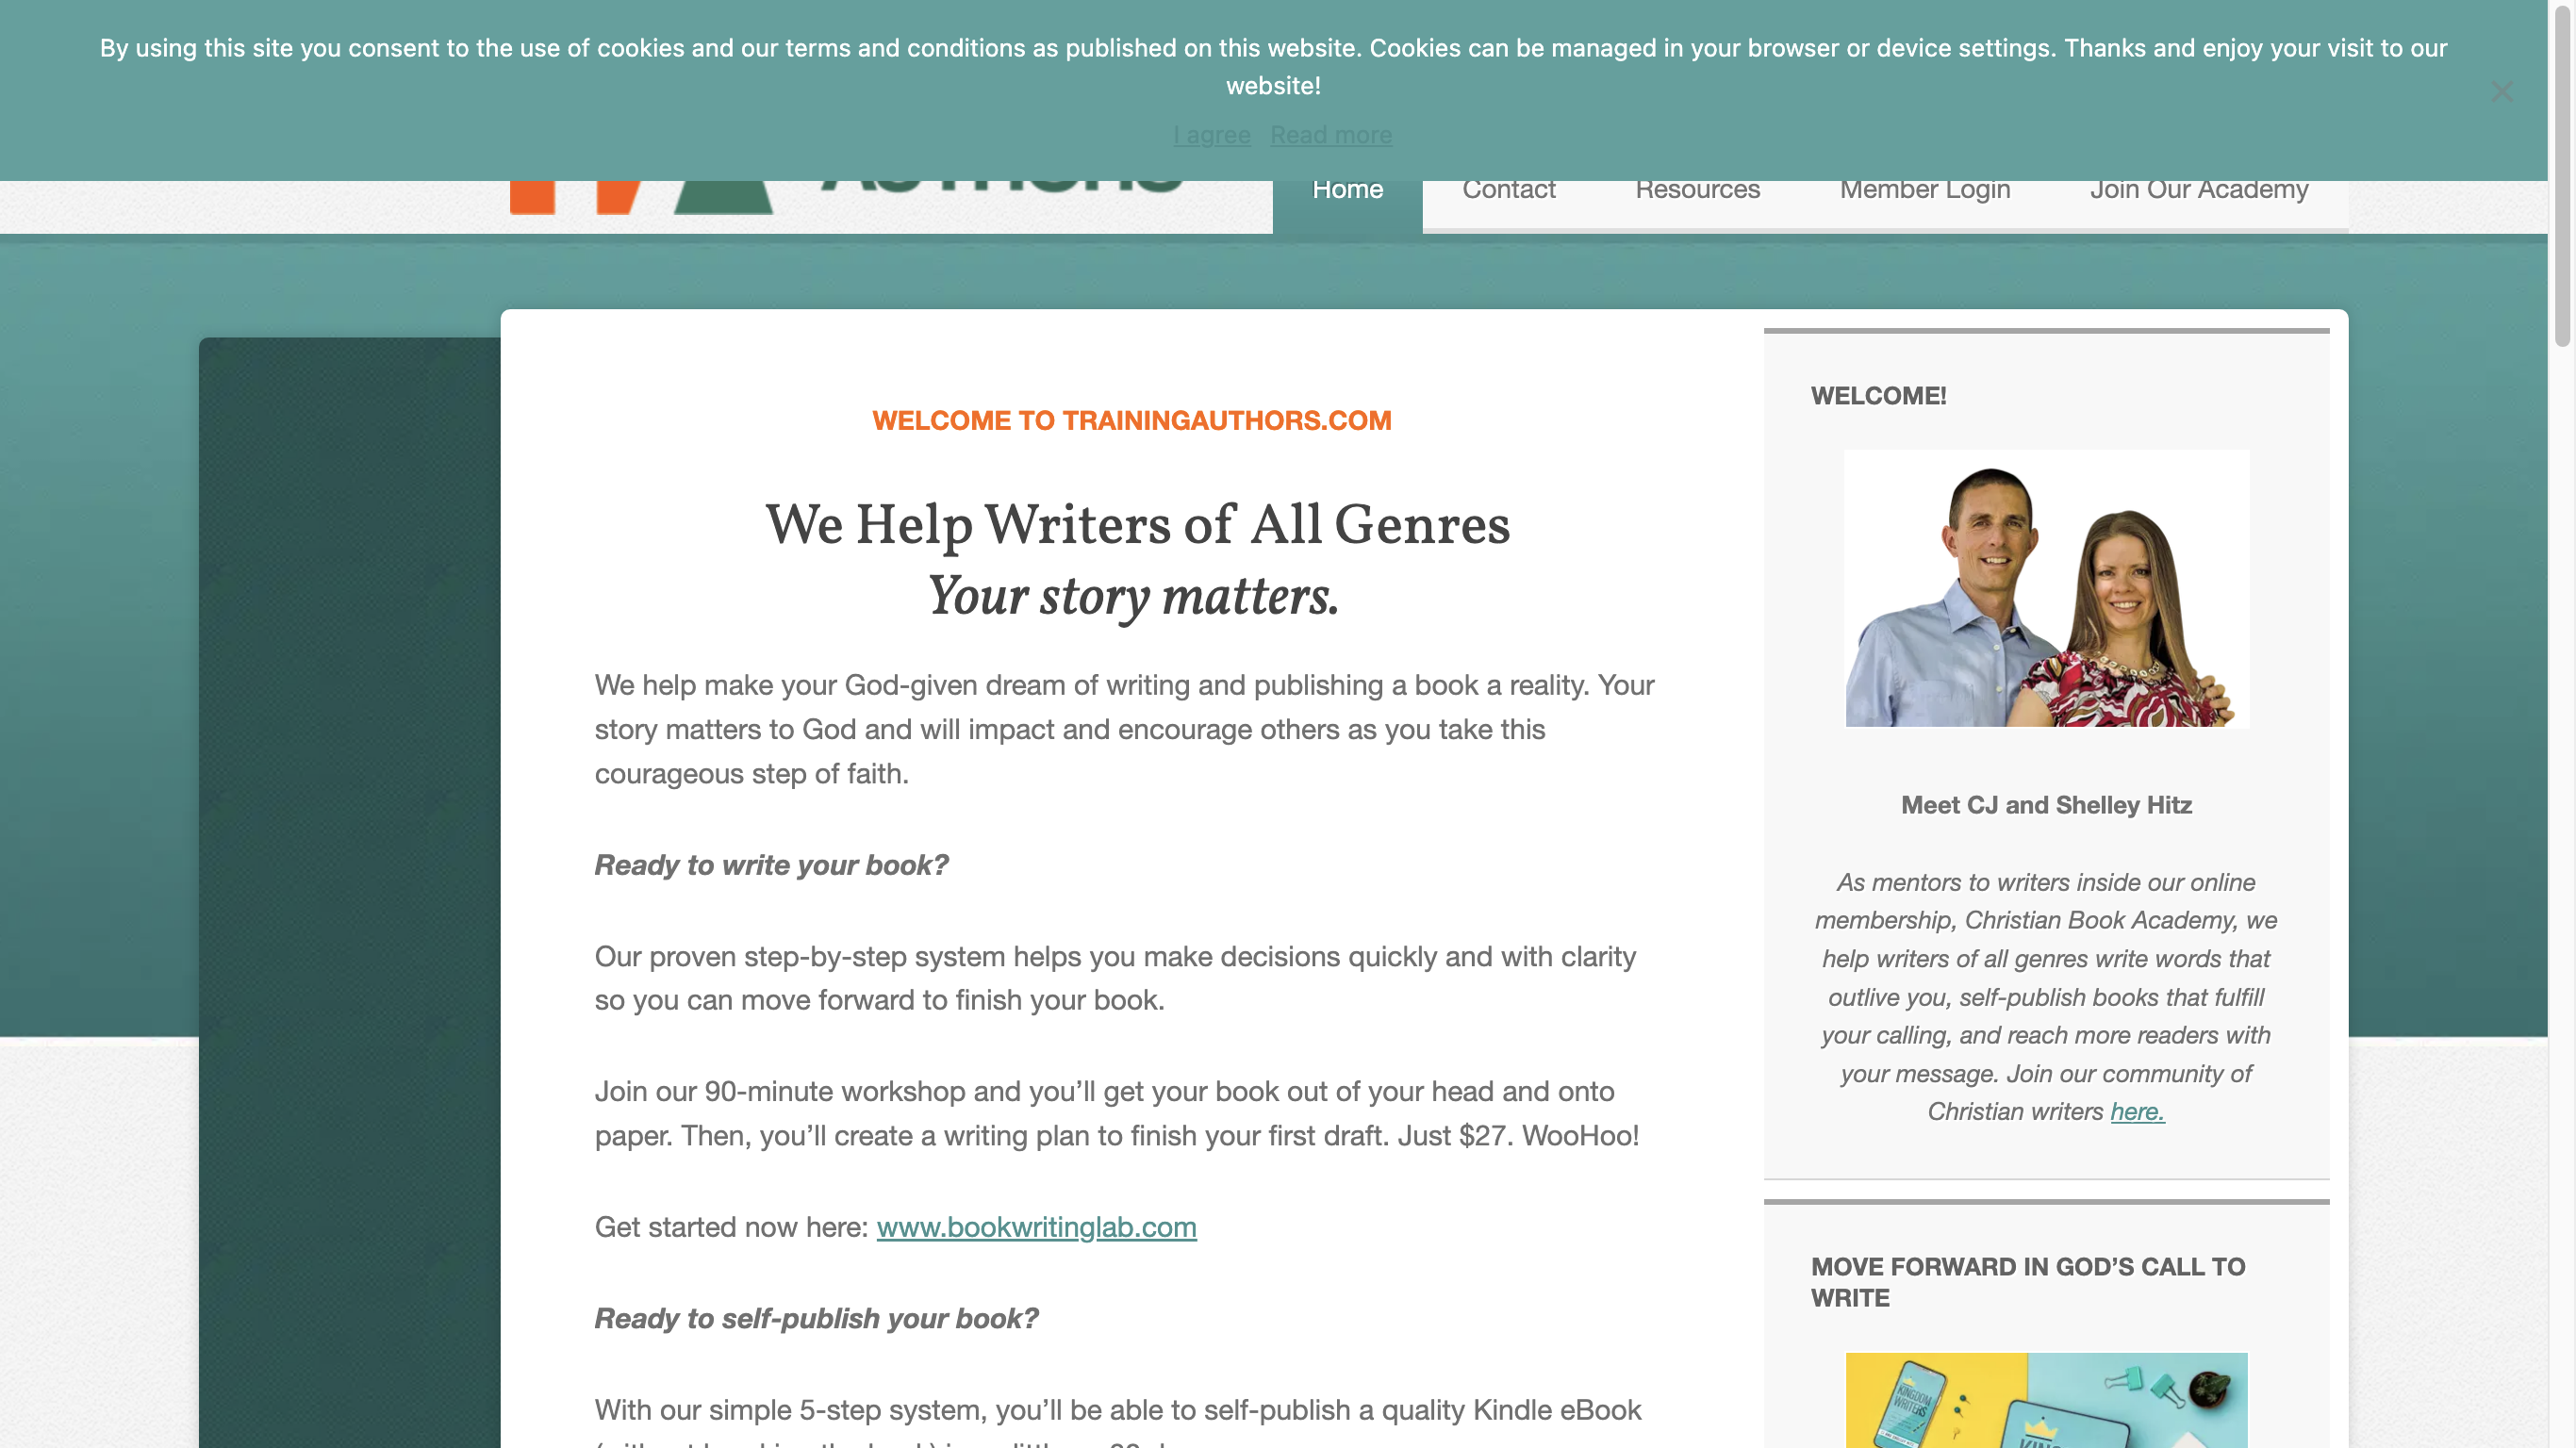 By using this site you consent to the use of cookies and our terms and conditions as published on this website. Cookies can be managed in your browser or device settings. Thanks and enjoy your visit to our
website!
I agree Read more
Home Contact Resources Member Login Join Our Academy
WELCOME TO TRAININGAUTHORS.COM
We Help Writers of All Genres
Your story matters.
We help make your God-given dream of writing and publishing a book a reality. Your
story matters to God and will impact and encourage others as you take this
courageous step of faith.
Ready to write your book?
Our proven step-by-step system helps you make decisions quickly and with clarity
so you can move forward to finish your book.
Join our 90-minute workshop and you’ll get your book out of your head and onto
paper. Then, you’ll create a writing plan to finish your first draft. Just $27. WooHoo!
Get started now here: www.bookwritinglab.com
Ready to self-publish your book?
With our simple 5-step system, you’ll be able to self-publish a quality Kindle eBook
WELCOME!
Meet CJ and Shelley Hitz
As mentors to writers inside our online
membership, Christian Book Academy, we
help writers of all genres write words that
outlive you, self-publish books that fulfill
your calling, and reach more readers with
your message. Join our community of
Christian writers here.
MOVE FORWARD IN GOD’S CALL TO
WRITE
KINGDOM
WRITERS